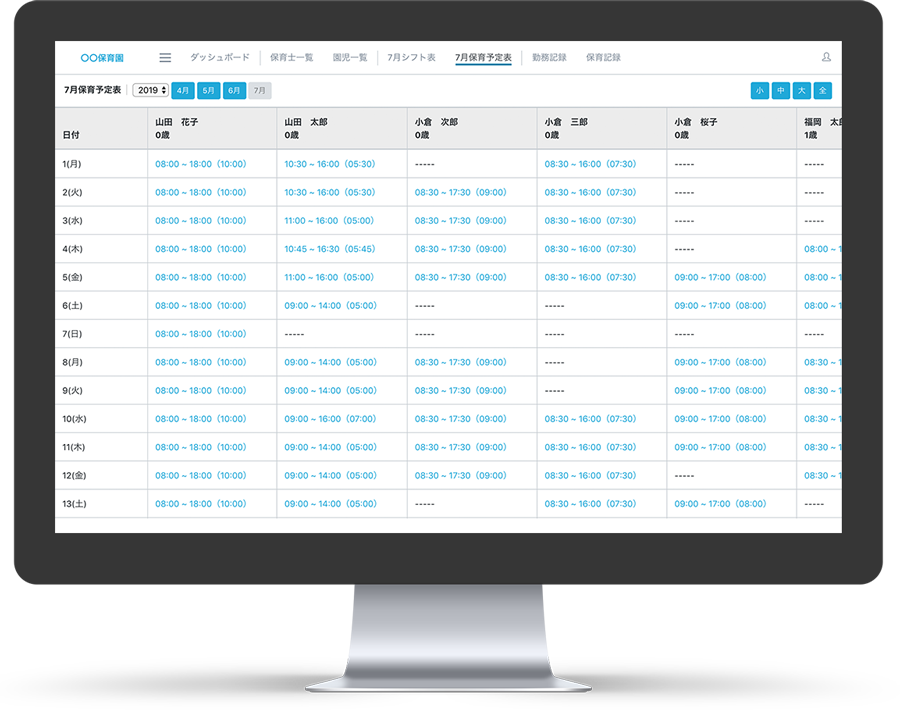 〇〇保育園 ダッシュボード 保育士一覧 園児一覧 7月シフト表 7月保育予定表 勤務記録 保育記録
7月保育予定表 2019 4月 5月 6月 7月 小 中 大 全
日付 山田 花子 0歳 山田 太郎 0歳 小倉 次郎 0歳 小倉 三郎 0歳 小倉 桜子 0歳 福岡 1歳
1(月) 08:00 ~ 18:00（10:00） 10:30 ~ 16:00（05:30） ----- 08:30 ~ 16:00（07:30） ----- -----
2(火) 08:00 ~ 18:00（10:00） 10:30 ~ 16:00（05:30） 08:30 ~ 17:30（09:00） 08:30 ~ 16:00（07:30） ----- -----
3(水) 08:00 ~ 18:00（10:00） 11:00 ~ 16:00（05:00） 08:30 ~ 17:30（09:00） 08:30 ~ 16:00（07:30） ----- -----
4(木) 08:00 ~ 18:00（10:00） 10:45 ~ 16:30（05:45） 08:30 ~ 17:30（09:00） 08:30 ~ 16:00（07:30） ----- 08:00 ~ 1
5(金) 08:00 ~ 18:00（10:00） 11:00 ~ 16:00（05:00） 08:30 ~ 17:30（09:00） 08:30 ~ 16:00（07:30） 09:00 ~ 17:00（08:00） 08:00 ~ 1
6(土) 08:00 ~ 18:00（10:00） 09:00 ~ 14:00（05:00） ----- ----- 09:00 ~ 17:00（08:00） 08:00 ~ 1
7(日) 08:00 ~ 18:00（10:00） ----- ----- ----- ----- -----
8(月) 08:00 ~ 18:00（10:00） 09:00 ~ 14:00（05:00） 08:30 ~ 17:30（09:00） ----- 09:00 ~ 17:00（08:00） 08:30 ~ 1
9(火) 08:00 ~ 18:00（10:00） 09:00 ~ 14:00（05:00） 08:30 ~ 17:30（09:00） ----- 09:00 ~ 17:00（08:00） 08:30 ~ 1
10(水) 08:00 ~ 18:00（10:00） 09:00 ~ 16:00（07:00） 08:30 ~ 17:30（09:00） 08:30 ~ 16:00（07:30） 09:00 ~ 17:00（08:00） 08:30 ~ 1
11(木) 08:00 ~ 18:00（10:00） 09:00 ~ 14:00（05:00） 08:30 ~ 17:30（09:00） 08:30 ~ 16:00（07:30） 09:00 ~ 17:00（08:00） 08:30 ~ 1
12(金) 08:00 ~ 18:00（10:00） 09:00 ~ 14:00（05:00） 08:30 ~ 17:30（09:00） 08:30 ~ 16:00（07:30） ----- 08:30 ~ 1
13(土) 08:00 ~ 18:00（10:00） 09:00 ~ 14:00（05:00） ----- 08:30 ~ 16:00（07:30） 09:00 ~ 17:00（08:00） -----